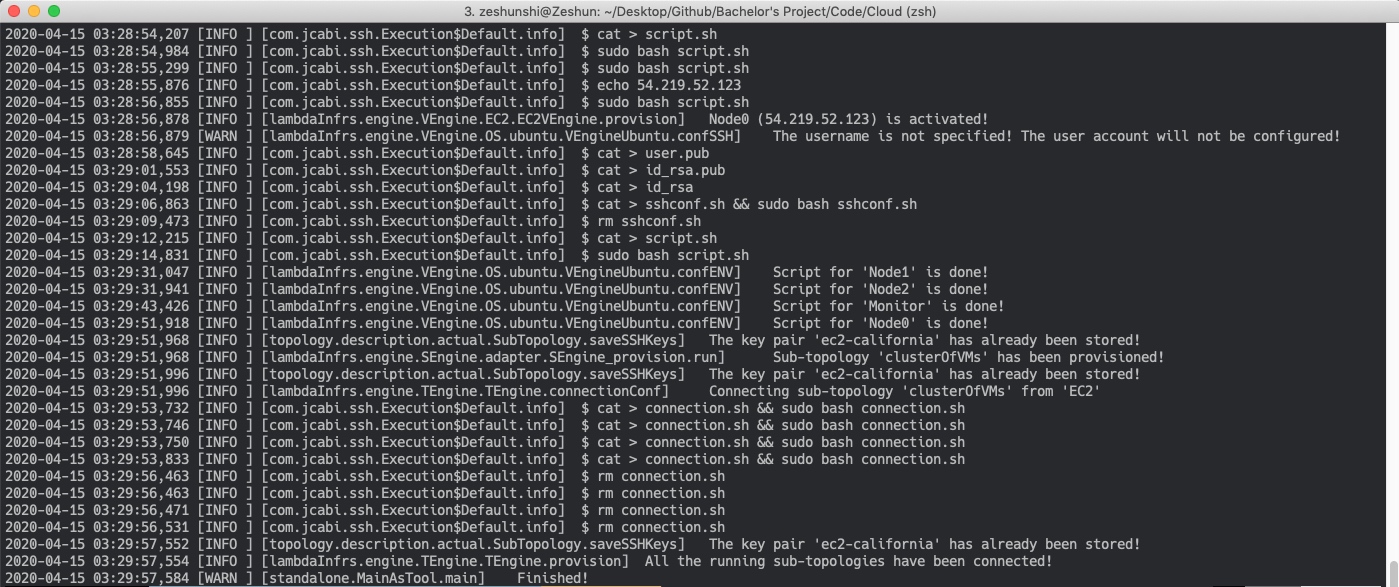 3. zeshunshi@Zeshun: ~/Desktop/Github/Bachelor's Project/Code/Cloud (zsh)
2020-04-15 03:28:54,207 [INFO ] [com.jcabi.ssh.Execution$Default.info]  $ cat > script.sh
2020-04-15 03:28:54,984 [INFO ] [com.jcabi.ssh.Execution$Default.info]  $ sudo bash script.sh
2020-04-15 03:28:55,299 [INFO ] [com.jcabi.ssh.Execution$Default.info]  $ sudo bash script.sh
2020-04-15 03:28:55,876 [INFO ] [com.jcabi.ssh.Execution$Default.info]  $ echo 54.219.52.123
2020-04-15 03:28:56,855 [INFO ] [com.jcabi.ssh.Execution$Default.info]  $ sudo bash script.sh
2020-04-15 03:28:56,878 [INFO ] [lambdaInfrs.engine.VEngine.EC2.EC2VEngine.provision]   Node0 (54.219.52.123) is activated!
2020-04-15 03:28:56,879 [WARN ] [lambdaInfrs.engine.VEngine.OS.ubuntu.VEngineUbuntu.confSSH]    The username is not specified! The user account will not be configured!
2020-04-15 03:28:58,645 [INFO ] [com.jcabi.ssh.Execution$Default.info]  $ cat > user.pub
2020-04-15 03:29:01,553 [INFO ] [com.jcabi.ssh.Execution$Default.info]  $ cat > id_rsa.pub
2020-04-15 03:29:04,198 [INFO ] [com.jcabi.ssh.Execution$Default.info]  $ cat > id_rsa
2020-04-15 03:29:06,863 [INFO ] [com.jcabi.ssh.Execution$Default.info]  $ cat > sshconf.sh && sudo bash sshconf.sh
2020-04-15 03:29:09,473 [INFO ] [com.jcabi.ssh.Execution$Default.info]  $ rm sshconf.sh
2020-04-15 03:29:12,215 [INFO ] [com.jcabi.ssh.Execution$Default.info]  $ cat > script.sh
2020-04-15 03:29:14,831 [INFO ] [com.jcabi.ssh.Execution$Default.info]  $ sudo bash script.sh
2020-04-15 03:29:31,047 [INFO ] [lambdaInfrs.engine.VEngine.OS.ubuntu.VEngineUbuntu.confENV]    Script for 'Node1' is done!
2020-04-15 03:29:31,941 [INFO ] [lambdaInfrs.engine.VEngine.OS.ubuntu.VEngineUbuntu.confENV]    Script for 'Node2' is done!
2020-04-15 03:29:43,426 [INFO ] [lambdaInfrs.engine.VEngine.OS.ubuntu.VEngineUbuntu.confENV]    Script for 'Monitor' is done!
2020-04-15 03:29:51,918 [INFO ] [lambdaInfrs.engine.VEngine.OS.ubuntu.VEngineUbuntu.confENV]    Script for 'Node0' is done!
2020-04-15 03:29:51,968 [INFO ] [topology.description.actual.SubTopology.saveSSHKeys]   The key pair 'ec2-california' has already been stored!
2020-04-15 03:29:51,968 [INFO ] [lambdaInfrs.engine.SEngine.adapter.SEngine_provision.run]      Sub-topology 'clusterOfVMs' has been provisioned!
2020-04-15 03:29:51,996 [INFO ] [topology.description.actual.SubTopology.saveSSHKeys]   The key pair 'ec2-california' has already been stored!
2020-04-15 03:29:51,996 [INFO ] [lambdaInfrs.engine.TEngine.TEngine.connectionConf]     Connecting sub-topology 'clusterOfVMs' from 'EC2'
2020-04-15 03:29:53,732 [INFO ] [com.jcabi.ssh.Execution$Default.info]  $ cat > connection.sh && sudo bash connection.sh
2020-04-15 03:29:53,746 [INFO ] [com.jcabi.ssh.Execution$Default.info]  $ cat > connection.sh && sudo bash connection.sh
2020-04-15 03:29:53,750 [INFO ] [com.jcabi.ssh.Execution$Default.info]  $ cat > connection.sh && sudo bash connection.sh
2020-04-15 03:29:53,833 [INFO ] [com.jcabi.ssh.Execution$Default.info]  $ cat > connection.sh && sudo bash connection.sh
2020-04-15 03:29:56,463 [INFO ] [com.jcabi.ssh.Execution$Default.info]  $ rm connection.sh
2020-04-15 03:29:56,463 [INFO ] [com.jcabi.ssh.Execution$Default.info]  $ rm connection.sh
2020-04-15 03:29:56,471 [INFO ] [com.jcabi.ssh.Execution$Default.info]  $ rm connection.sh
2020-04-15 03:29:56,531 [INFO ] [com.jcabi.ssh.Execution$Default.info]  $ rm connection.sh
2020-04-15 03:29:57,552 [INFO ] [topology.description.actual.SubTopology.saveSSHKeys]   The key pair 'ec2-california' has already been stored!
2020-04-15 03:29:57,554 [INFO ] [lambdaInfrs.engine.TEngine.TEngine.provision]  All the running sub-topologies have been connected!
2020-04-15 03:29:57,584 [WARN ] [standalone.MainAsTool.main]    Finished!